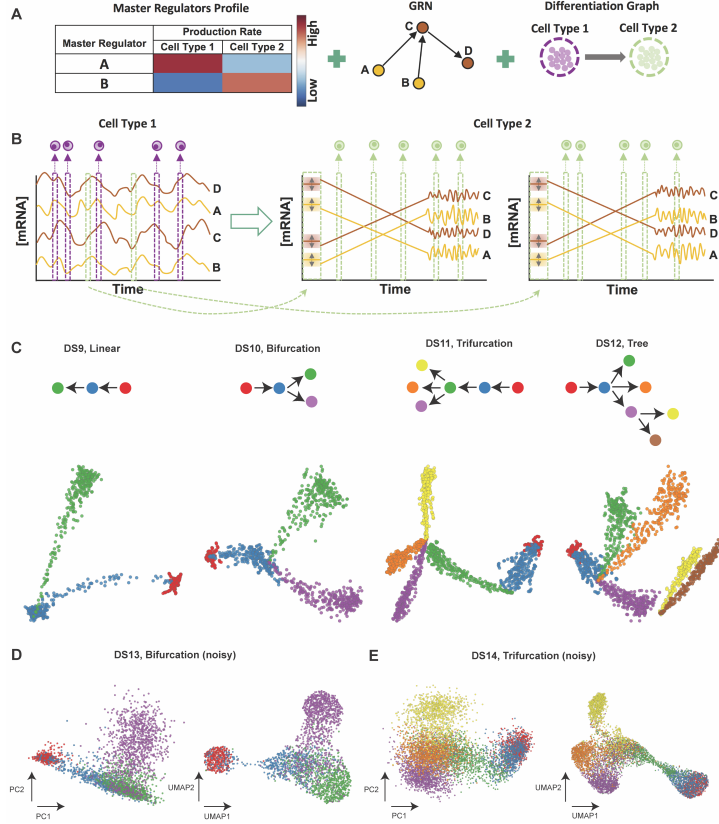 A
Master Regulators Profile
GRN
Differentiation Graph
Master Regulator
Production Rate
Cell Type 1
Cell Type 2
A
B
High
Low
C
A
B
D
Cell Type 1
Cell Type 2
B
Cell Type 1
Cell Type 2
[mRNA]
D
A
C
B
Time
[mRNA]
C
B
D
A
Time
[mRNA]
C
B
D
A
Time
C
DS9, Linear
DS10, Bifurcation
DS11, Trifurcation
DS12, Tree
D
DS13, Bifurcation (noisy)
PC2
PC1
UMAP2
UMAP1
E
DS14, Trifurcation (noisy)
PC2
PC1
UMAP2
UMAP1